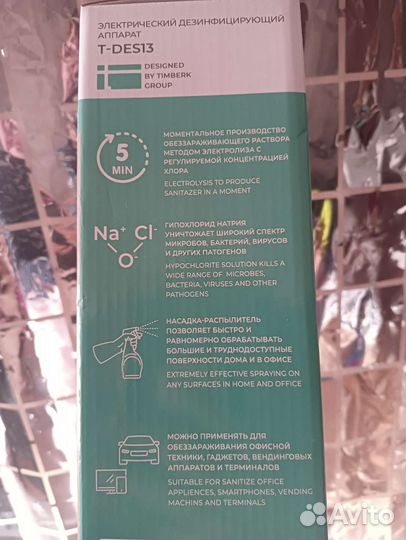 ЭЛЕКТРИЧЕСКИЙ ДЕЗИНФИЦИРУЮЩИЙ
АППАРАТ
T-DES13
DESIGNED
BY TIMBERK
GROUP
5
MIN
МОМЕНТАЛЬНОЕ ПРОИЗВОДСТВО
ОБЕЗЗАРАЖИВАЮЩЕГО РАСТВОРА
МЕТОДОМ ЭЛЕКТРОЛИЗА С
РЕГУЛИРУЕМОЙ КОНЦЕНТРАЦИЕЙ
ХЛОРА
ELECTROLYSIS TO PRODUCE
SANITAZER IN A MOMENT
Na⁺ Cl⁻
O⁻
ГИПОХЛОРИД НАТРИЯ
УНИЧТОЖАЕТ ШИРОКИЙ СПЕКТР
МИКРОБОВ, БАКТЕРИЙ, ВИРУСОВ
И ДРУГИХ ПАТОГЕНОВ
HYPOCHLORITE SOLUTION KILLS A
WIDE RANGE OF MICROBES,
BACTERIA, VIRUSES AND OTHER
PATHOGENS
НАСАДКА-РАСПЫЛИТЕЛЬ
ПОЗВОЛЯЕТ БЫСТРО И
РАВНОМЕРНО ОБРАБАТЫВАТЬ
БОЛЬШИЕ И ТРУДНОДОСТУПНЫЕ
ПОВЕРХНОСТИ ДОМА И В ОФИСЕ
EXTREMELY EFFECTIVE SPRAYING ON
ANY SURFACES IN HOME AND OFFICE
МОЖНО ПРИМЕНЯТЬ ДЛЯ
ОБЕЗЗАРАЖИВАНИЯ ОФИСНОЙ
ТЕХНИКИ, ГАДЖЕТОВ, ВЕНДИНГОВЫХ
АППАРАТОВ И ТЕРМИНАЛОВ
SUITABLE FOR SANITIZE OFFICE
APPLIENCES, SMARTPHONES, VENDING
MACHINS AND TERMINALS
Avito